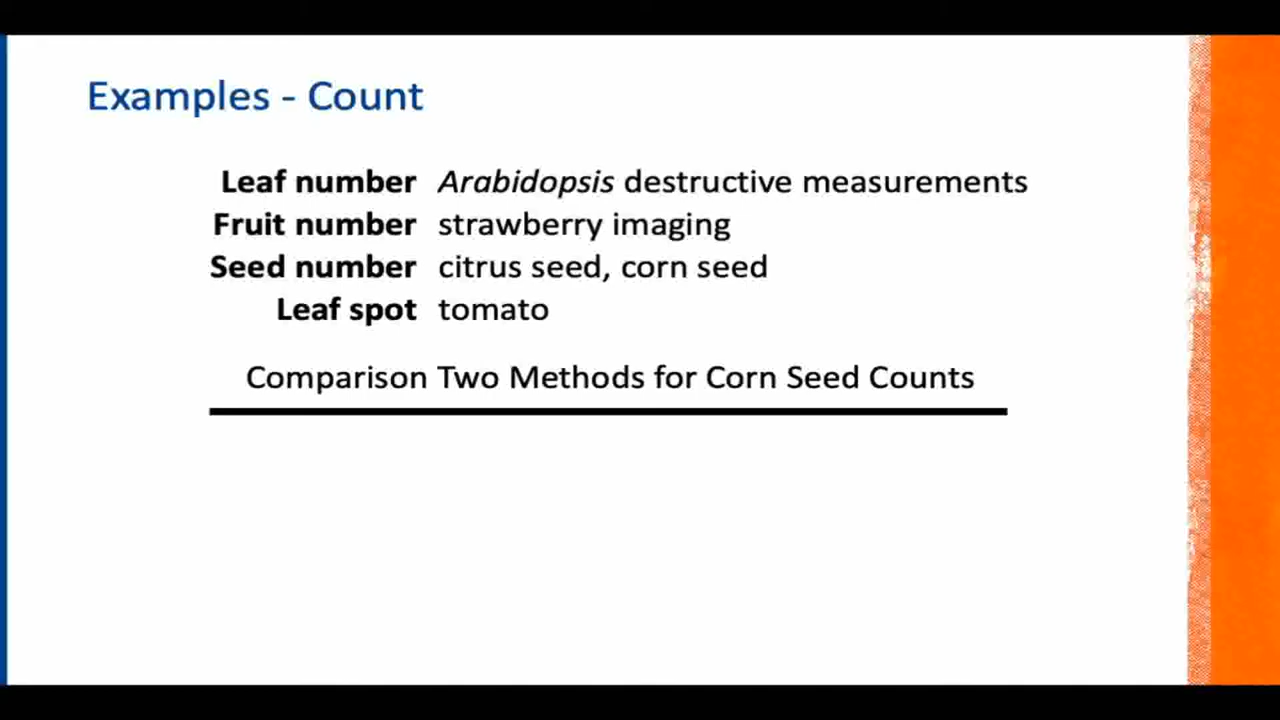 Examples - Count
Leaf number Arabidopsis destructive measurements
Fruit number strawberry imaging
Seed number citrus seed, corn seed
Leaf spot tomato
Comparison Two Methods for Corn Seed Counts